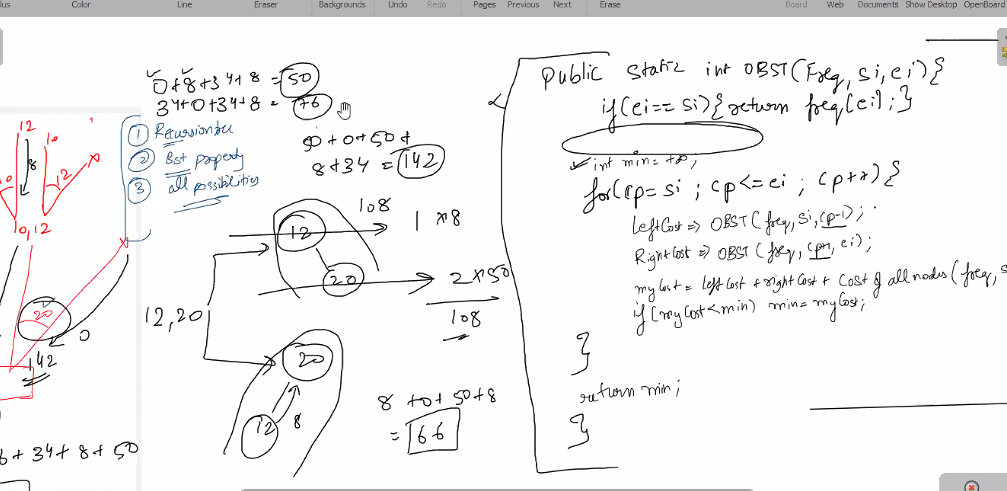 Color Line Eraser Backgrounds Undo Redo Pages Previous Next Erase Board Web Documents Show Desktop OpenBoard
0+8+34+8 = 50
34+0+34+8 = 76
1 Recursion tree
2 Bst property
3 all possibilities
50+0+50+
8+34 = 142
12
10
8
12
10,12
20
0
142
6+34+8+50
12,20
12
20
108
1 *8
2 *50
108
20
12
8
8+0+50+8
= 66
Public static int OBST(Freq, si, ei){
if(ei==si){return freq[ei];}
int min=+∞;
for(cp=si ; cp<=ei ; cp++){
leftCost => OBST (freq, si, cp-1);
RightCost => OBST (freq, cp+1, ei);
myCost = leftCost + rightCost + Cost of all nodes (freq, s
if(myCost<min) min=myCost;
}
return min;
}